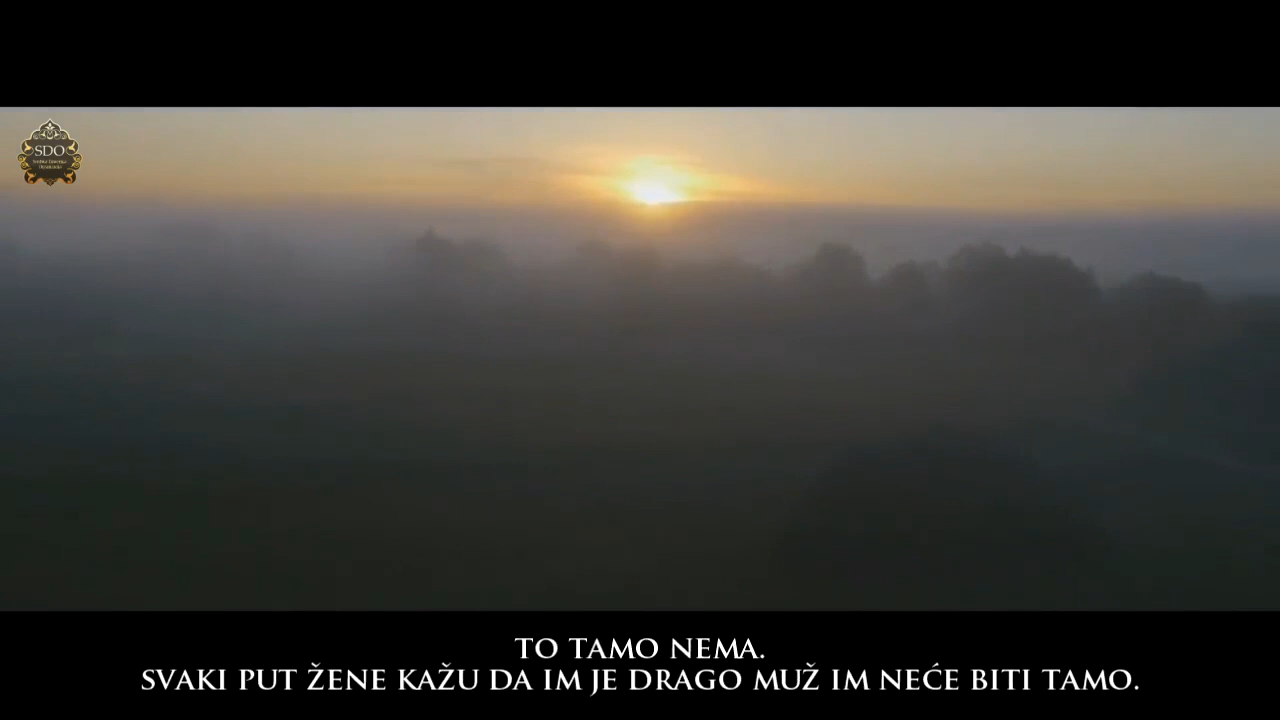 SDO
TO TAMO NEMA.
SVAKI PUT ŽENE KAŽU DA IM JE DRAGO MUŽ IM NEĆE BITI TAMO.